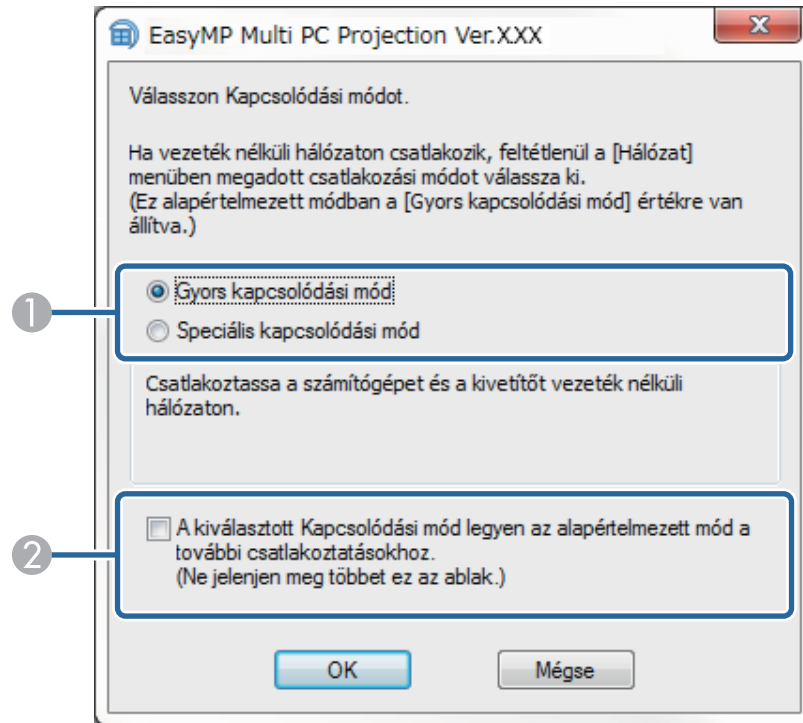 EasyMP Multi PC Projection Ver.X.XX
Válasszon Kapcsolódási módot.
Ha vezeték nélküli hálózaton csatlakozik, feltétlenül a [Hálózat]
menüben megadott csatlakozási módot válassza ki.
(Ez alapértelmezett módban a [Gyors kapcsolódási mód] értékre van
állítva.)
1
Gyors kapcsolódási mód
Speciális kapcsolódási mód
Csatlakoztassa a számítógépet és a kivetítőt vezeték nélküli
hálózaton.
2
A kiválasztott Kapcsolódási mód legyen az alapértelmezett mód a
további csatlakoztatásokhoz.
(Ne jelenjen meg többet ez az ablak.)
OK
Mégse